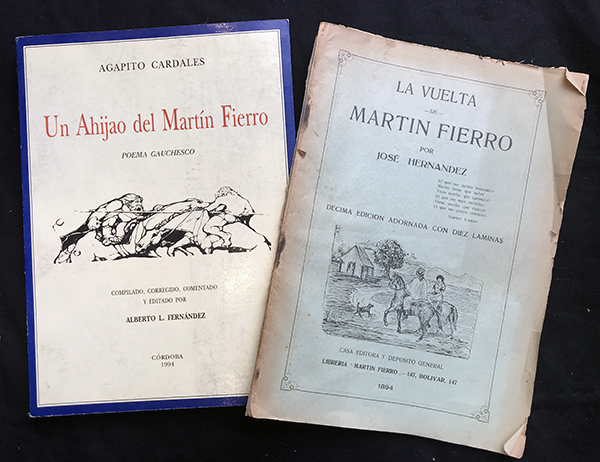 AGAPITO CARDALES
Un Ahijao del Martín Fierro
POEMA GAUCHESCO
COMPILADO, CORREGIDO, COMENTADO
Y EDITADO POR
ALBERTO L. FERNÁNDEZ
CÓRDOBA
1994
LA VUELTA
—DE—
MARTIN FIERRO
POR
JOSÉ HERNANDEZ
DECIMA EDICION ADORNADA CON DIEZ LAMINAS
CASA EDITORA Y DEPOSITO GENERAL
LIBRERIA "MARTIN FIERRO„ —147, BOLIVAR, 147
1894